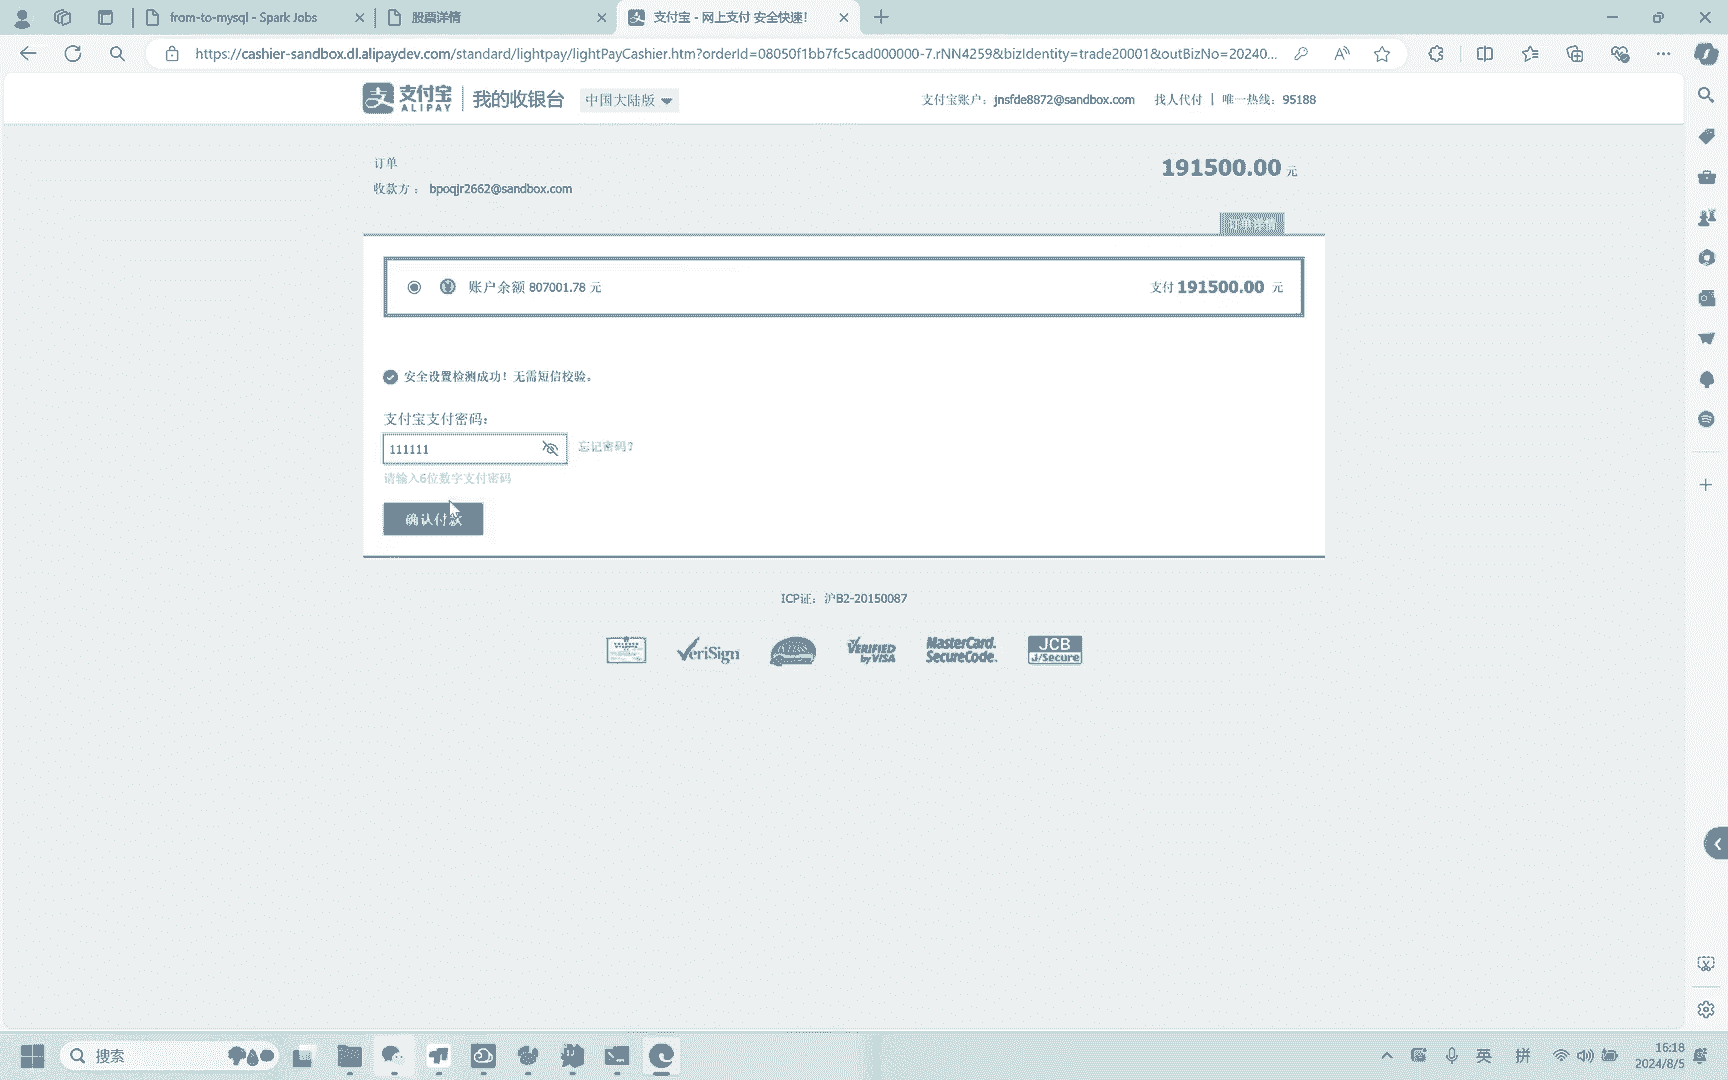 from-to-mysql - Spark Jobs
股票详情
支付宝 - 网上支付 安全快速!
https://cashier-sandbox.dl.alipaydev.com/standard/lightpay/lightPayCashier.htm?orderId=08050f1bb7fc5cad000000-7.rNN4259&bizIdentity=trade20001&outBizNo=20240...
支付宝
ALIPAY
我的收银台
中国大陆版
支付宝账户：jnsfde8872@sandbox.com
找人代付 | 唯一热线：95188
订单
191500.00 元
收款方： bpoqjr2662@sandbox.com
订单详情
账户余额 807001.78 元
支付 191500.00 元
安全设置检测成功！无需短信校验。
支付宝支付密码：
111111
忘记密码?
请输入6位数字支付密码
确认付款
ICP证：沪B2-20150087
VeriSign
VERIFIED
by VISA
MasterCard.
SecureCode.
JCB
J/Secure
搜索
英
拼
16:18
2024/8/5